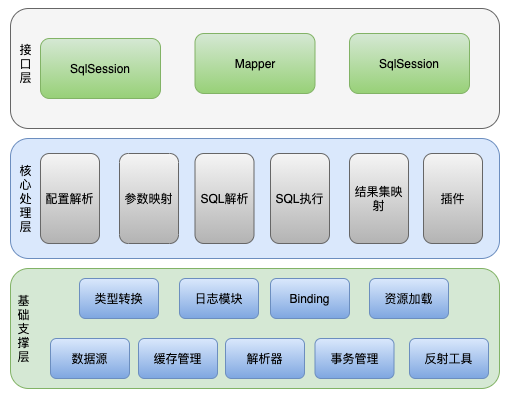 接口层
SqlSession
Mapper
SqlSession
核心处理层
配置解析
参数映射
SQL解析
SQL执行
结果集映
射
插件
基础支撑层
类型转换
日志模块
Binding
资源加载
数据源
缓存管理
解析器
事务管理
反射工具